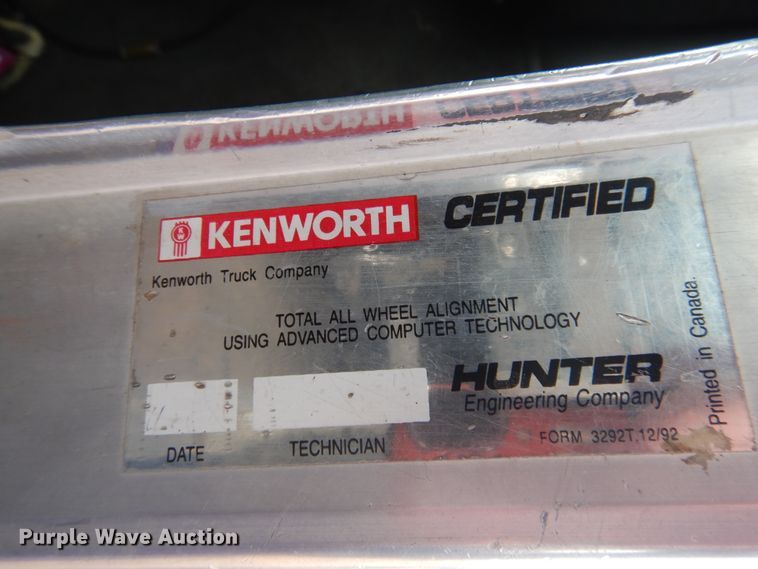 KENWORTH CERTIFIED
Kenworth Truck Company
TOTAL ALL WHEEL ALIGNMENT
USING ADVANCED COMPUTER TECHNOLOGY
HUNTER
Engineering Company
DATE
TECHNICIAN
FORM 3292T.12/92
Printed in Canada.
Purple Wave Auction